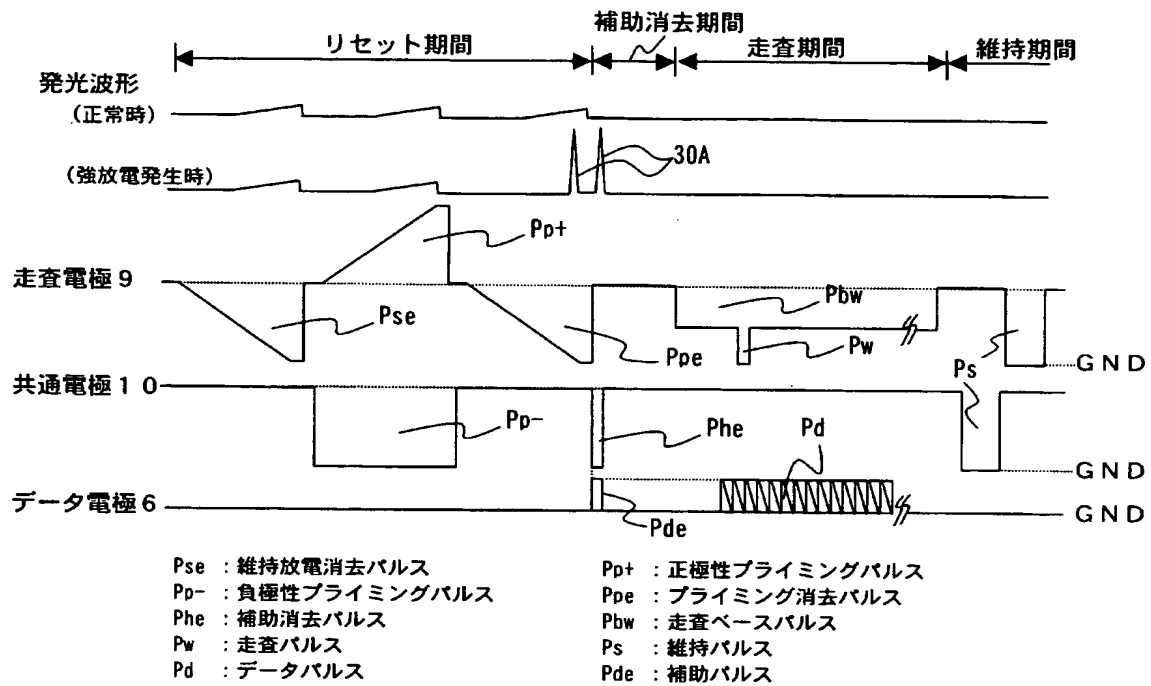 補助消去期間
リセット期間
走査期間
維持期間
発光波形
(正常時)
30A
(強放電発生時)
Pp+
走査電極9
Pse
Ppe
Pbw
Pw
Ps
GND
共通電極10
Pp-
Phe
Pd
GND
データ電極6
Pde
GND
Pse :維持放電消去パルス
Pp- :負極性プライミングパルス
Phe :補助消去パルス
Pw :走査パルス
Pd :データパルス
Pp+ :正極性プライミングパルス
Ppe :プライミング消去パルス
Pbw :走査ベースパルス
Ps :維持パルス
Pde :補助パルス